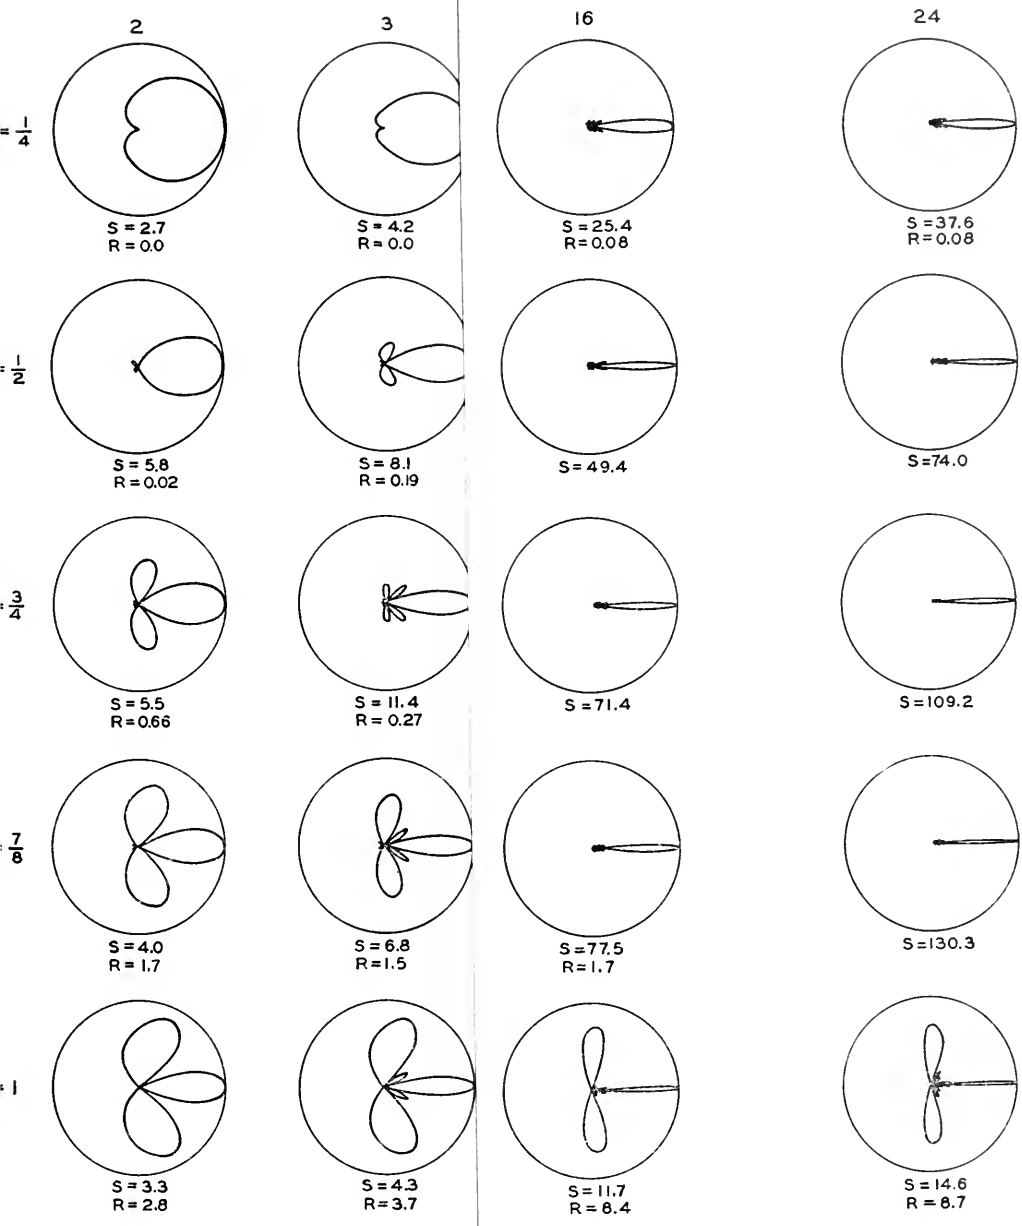 2 3 16 24
= 1/4
S = 2.7 S = 4.2 S = 25.4 S = 37.6
R = 0.0 R = 0.0 R = 0.08 R = 0.08
= 1/2
S = 5.8 S = 8.1 S = 49.4 S = 74.0
R = 0.02 R = 0.19
= 3/4
S = 5.5 S = 11.4 S = 71.4 S = 109.2
R = 0.66 R = 0.27
= 7/8
S = 4.0 S = 6.8 S = 77.5 S = 130.3
R = 1.7 R = 1.5 R = 1.7
= 1
S = 3.3 S = 4.3 S = 11.7 S = 14.6
R = 2.8 R = 3.7 R = 8.4 R = 8.7